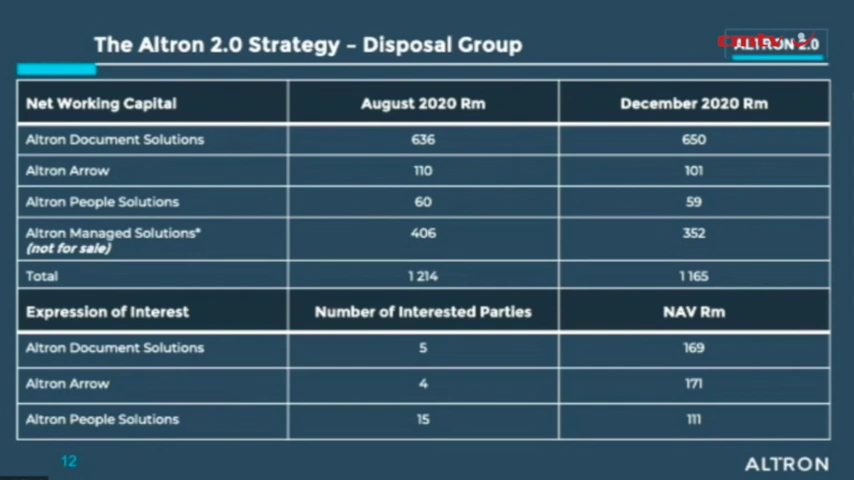 The Altron 2.0 Strategy – Disposal Group
ALTRON 2.0
Net Working Capital August 2020 Rm December 2020 Rm
Altron Document Solutions 636 650
Altron Arrow 110 101
Altron People Solutions 60 59
Altron Managed Solutions* 406 352
(not for sale)
Total 1 214 1 165
Expression of Interest Number of Interested Parties NAV Rm
Altron Document Solutions 5 169
Altron Arrow 4 171
Altron People Solutions 15 111
12
ALTRON